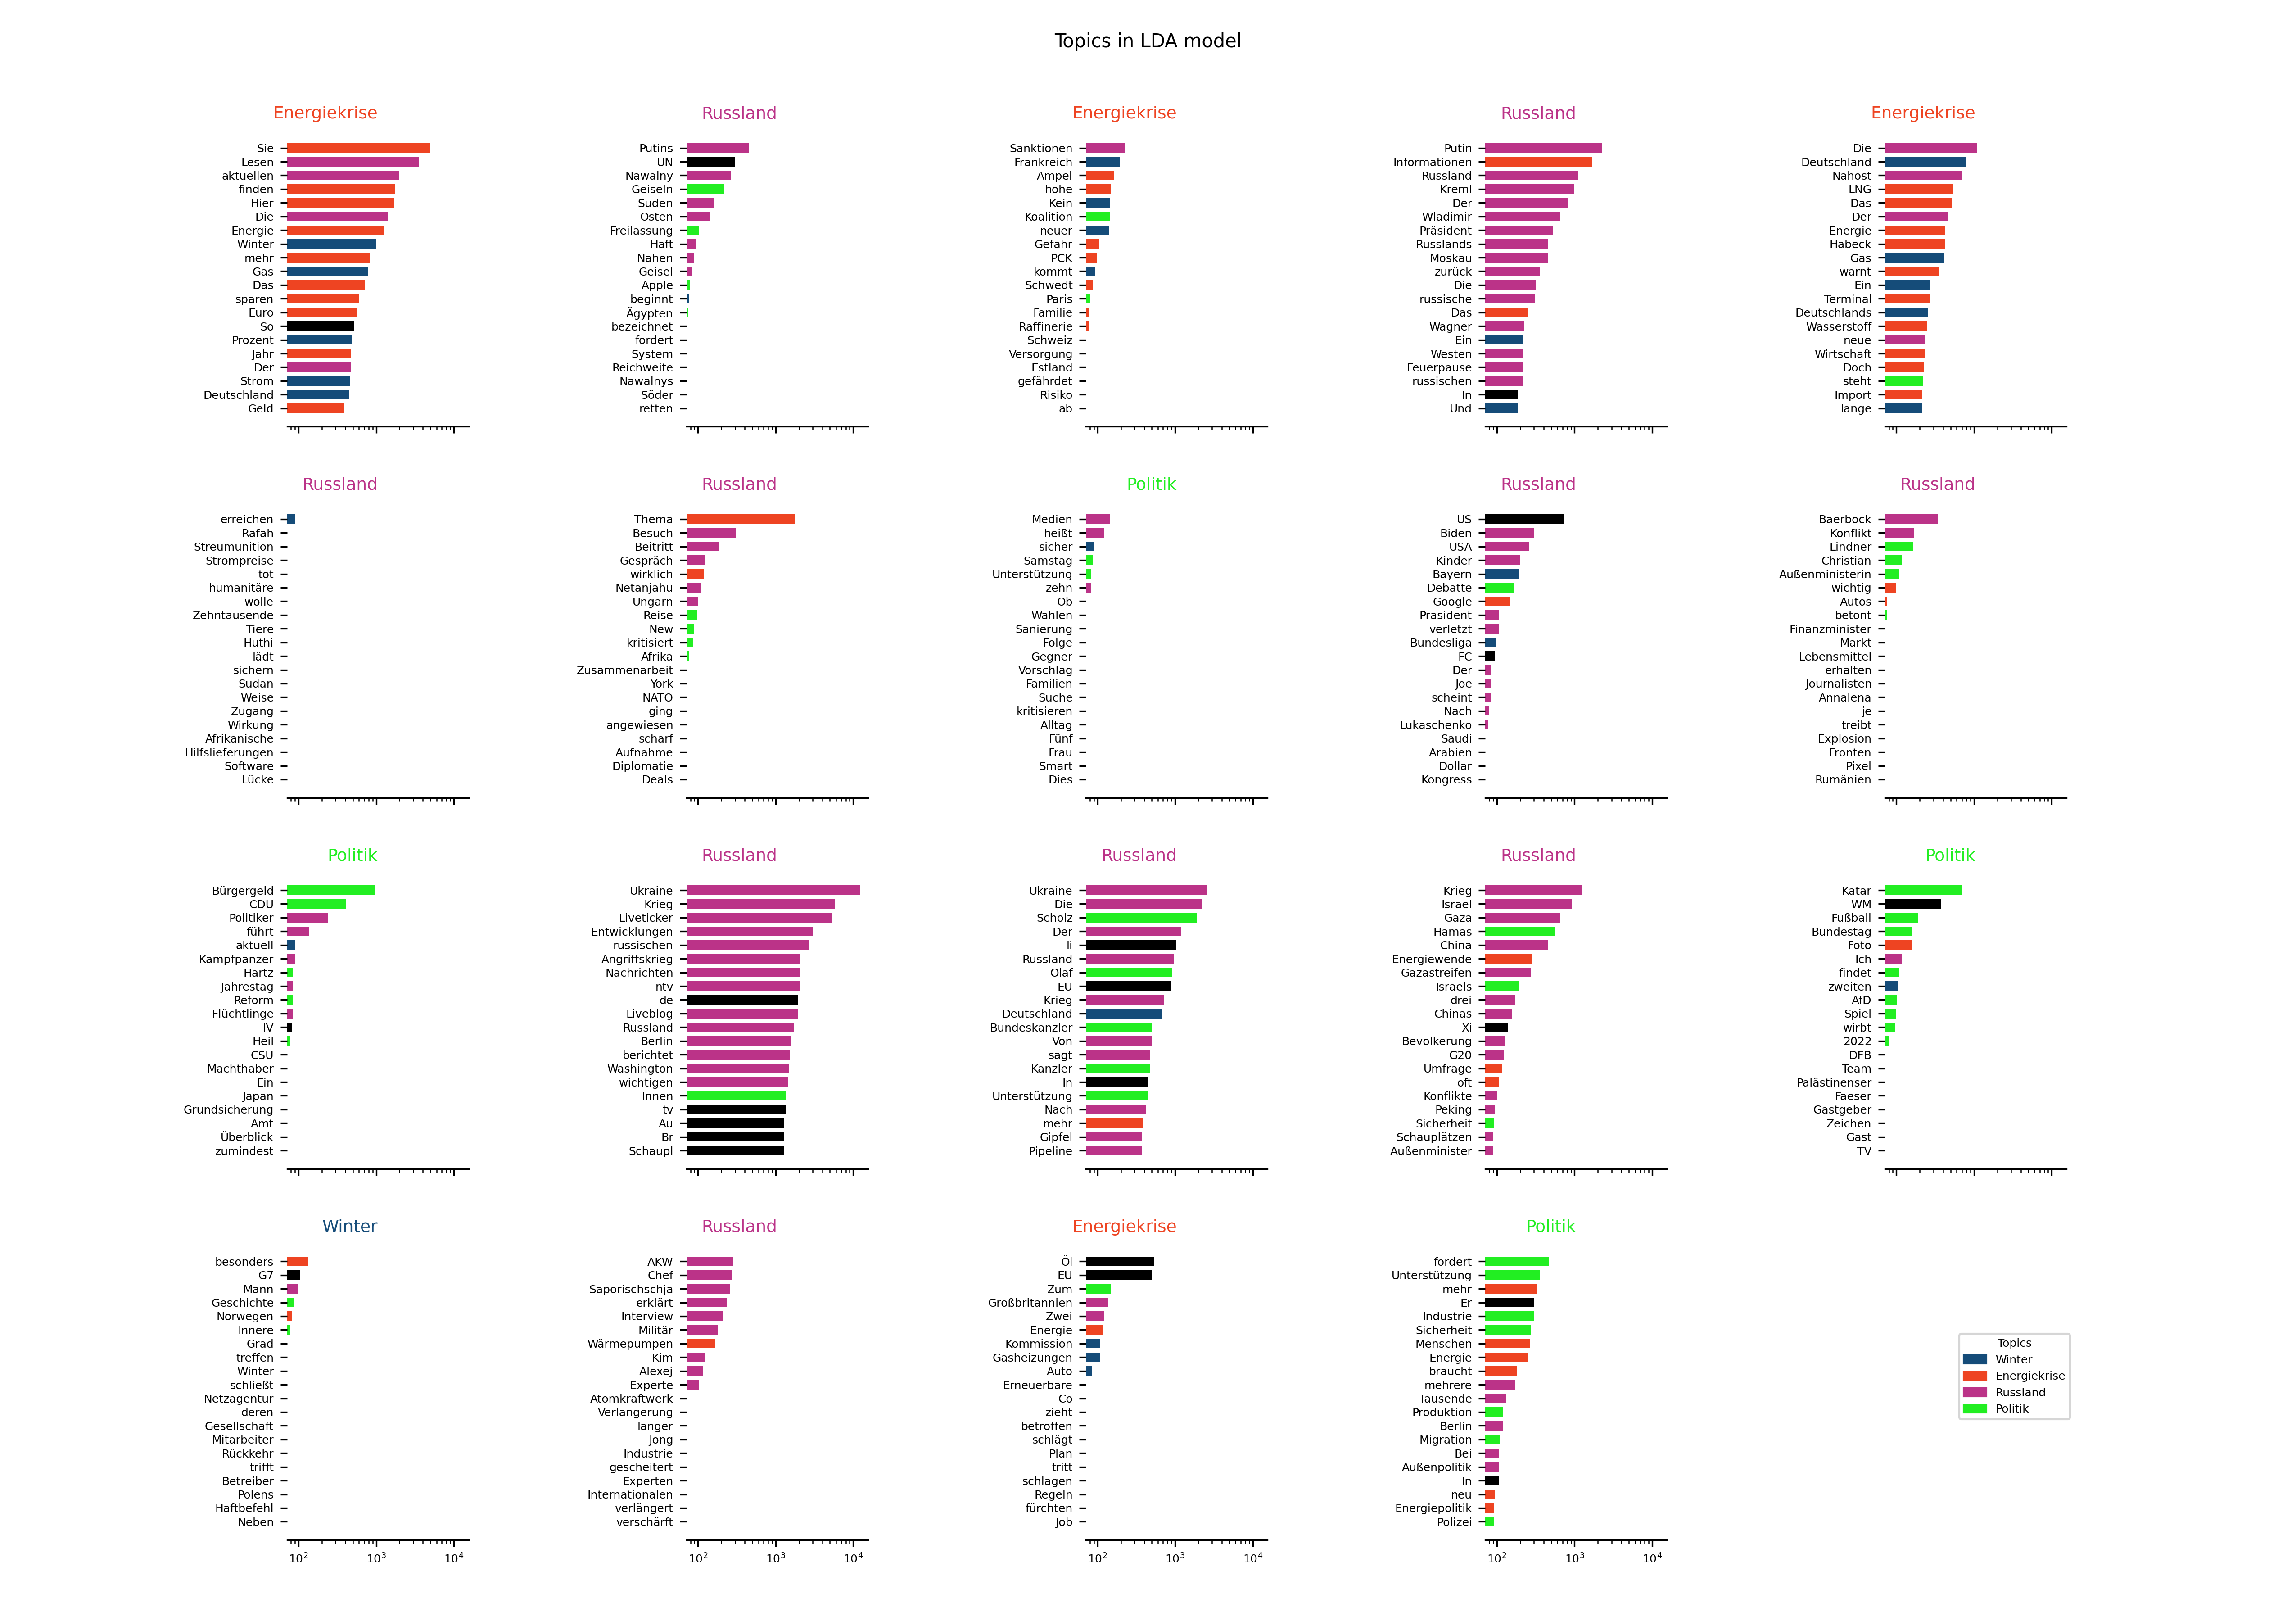 Topics in LDA model
Energiekrise
Sie
Lesen
aktuellen
finden
Hier
Die
Energie
Winter
mehr
Gas
Das
sparen
Euro
So
Prozent
Jahr
Der
Strom
Deutschland
Geld
Russland
Putins
UN
Nawalny
Geiseln
Süden
Osten
Freilassung
Haft
Nahen
Geisel
Apple
beginnt
Ägypten
bezeichnet
fordert
System
Reichweite
Nawalnys
Söder
retten
Energiekrise
Sanktionen
Frankreich
Ampel
hohe
Kein
Koalition
neuer
Gefahr
PCK
kommt
Schwedt
Paris
Familie
Raffinerie
Schweiz
Versorgung
Estland
gefährdet
Risiko
ab
Russland
Putin
Informationen
Russland
Kreml
Der
Wladimir
Präsident
Russlands
Moskau
zurück
Die
russische
Das
Wagner
Ein
Westen
Feuerpause
russischen
In
Und
Energiekrise
Die
Deutschland
Nahost
LNG
Das
Der
Energie
Habeck
Gas
warnt
Ein
Terminal
Deutschlands
Wasserstoff
neue
Wirtschaft
Doch
steht
Import
lange
Russland
erreichen
Rafah
Streumunition
Strompreise
tot
humanitäre
wolle
Zehntausende
Tiere
Huthi
lädt
sichern
Sudan
Weise
Zugang
Wirkung
Afrikanische
Hilfslieferungen
Software
Lücke
Russland
Thema
Besuch
Beitritt
Gespräch
wirklich
Netanjahu
Ungarn
Reise
New
kritisiert
Afrika
Zusammenarbeit
York
NATO
ging
angewiesen
scharf
Aufnahme
Diplomatie
Deals
Politik
Medien
heißt
sicher
Samstag
Unterstützung
zehn
Ob
Wahlen
Sanierung
Folge
Gegner
Vorschlag
Familien
Suche
kritisieren
Alltag
Fünf
Frau
Smart
Dies
Russland
US
Biden
USA
Kinder
Bayern
Debatte
Google
Präsident
verletzt
Bundesliga
FC
Der
Joe
scheint
Nach
Lukaschenko
Saudi
Arabien
Dollar
Kongress
Russland
Baerbock
Konflikt
Lindner
Christian
Außenministerin
wichtig
Autos
betont
Finanzminister
Markt
Lebensmittel
erhalten
Journalisten
Annalena
je
treibt
Explosion
Fronten
Pixel
Rumänien
Politik
Bürgergeld
CDU
Politiker
führt
aktuell
Kampfpanzer
Hartz
Jahrestag
Reform
Flüchtlinge
IV
Heil
CSU
Machthaber
Ein
Japan
Grundsicherung
Amt
Überblick
zumindest
Russland
Ukraine
Krieg
Liveticker
Entwicklungen
russischen
Angriffskrieg
Nachrichten
ntv
de
Liveblog
Russland
Berlin
berichtet
Washington
wichtigen
Innen
tv
Au
Br
Schaupl
Russland
Ukraine
Die
Scholz
Der
li
Russland
Olaf
EU
Krieg
Deutschland
Bundeskanzler
Von
sagt
Kanzler
In
Unterstützung
Nach
mehr
Gipfel
Pipeline
Russland
Krieg
Israel
Gaza
Hamas
China
Energiewende
Gazastreifen
Israels
drei
Chinas
Xi
Bevölkerung
G20
Umfrage
oft
Konflikte
Peking
Sicherheit
Schauplätzen
Außenminister
Politik
Katar
WM
Fußball
Bundestag
Foto
Ich
findet
zweiten
AfD
Spiel
wirbt
2022
DFB
Team
Palästinenser
Faeser
Gastgeber
Zeichen
Gast
TV
Winter
besonders
G7
Mann
Geschichte
Norwegen
Innere
Grad
treffen
Winter
schließt
Netzagentur
deren
Gesellschaft
Mitarbeiter
Rückkehr
trifft
Betreiber
Polens
Haftbefehl
Neben
10² 10³ 10⁴
Russland
AKW
Chef
Saporischschja
erklärt
Interview
Militär
Wärmepumpen
Kim
Alexej
Experte
Atomkraftwerk
Verlängerung
länger
Jong
Industrie
gescheitert
Experten
Internationalen
verlängert
verschärft
10² 10³ 10⁴
Energiekrise
Öl
EU
Zum
Großbritannien
Zwei
Energie
Kommission
Gasheizungen
Auto
Erneuerbare
Co
zieht
betroffen
schlägt
Plan
tritt
schlagen
Regeln
fürchten
Job
10² 10³ 10⁴
Politik
fordert
Unterstützung
mehr
Er
Industrie
Sicherheit
Menschen
Energie
braucht
mehrere
Tausende
Produktion
Berlin
Migration
Bei
Außenpolitik
In
neu
Energiepolitik
Polizei
10² 10³ 10⁴
Topics
Winter
Energiekrise
Russland
Politik